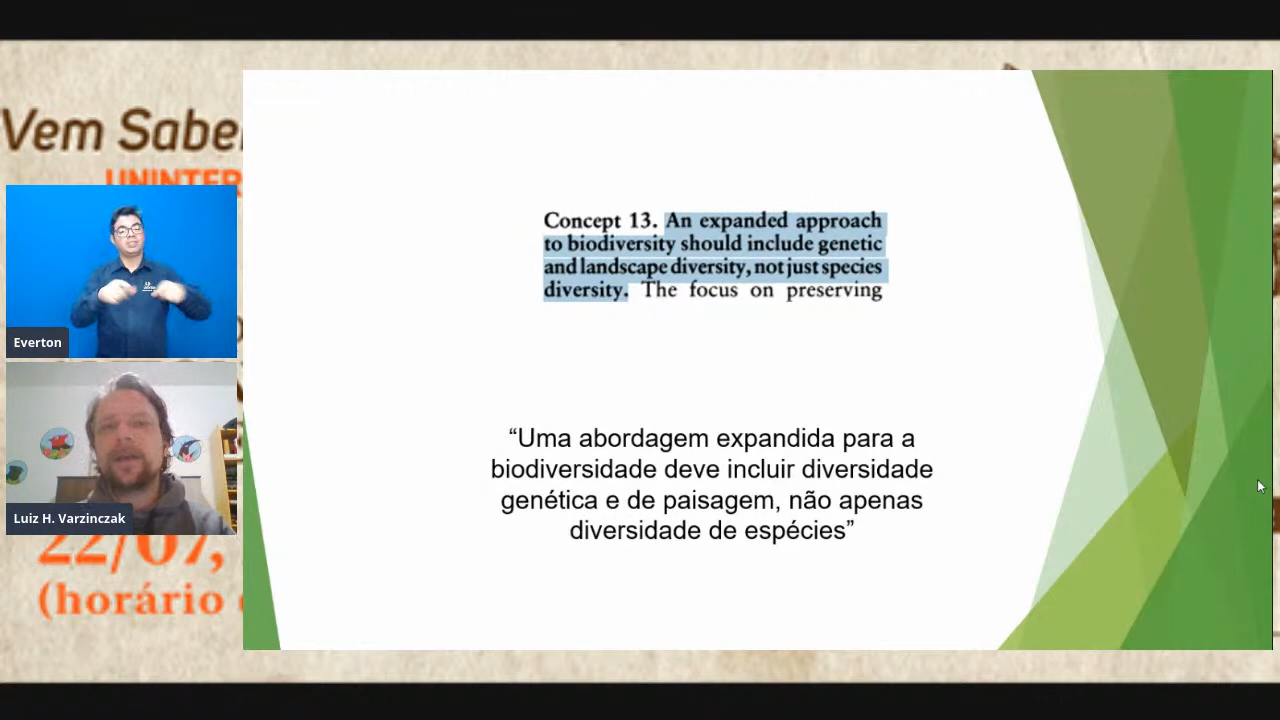 Vem Sabe
UNINTER
Everton
Luiz H. Varzinczak
22/07,
(horário
Concept 13. An expanded approach
to biodiversity should include genetic
and landscape diversity, not just species
diversity. The focus on preserving
“Uma abordagem expandida para a
biodiversidade deve incluir diversidade
genética e de paisagem, não apenas
diversidade de espécies”